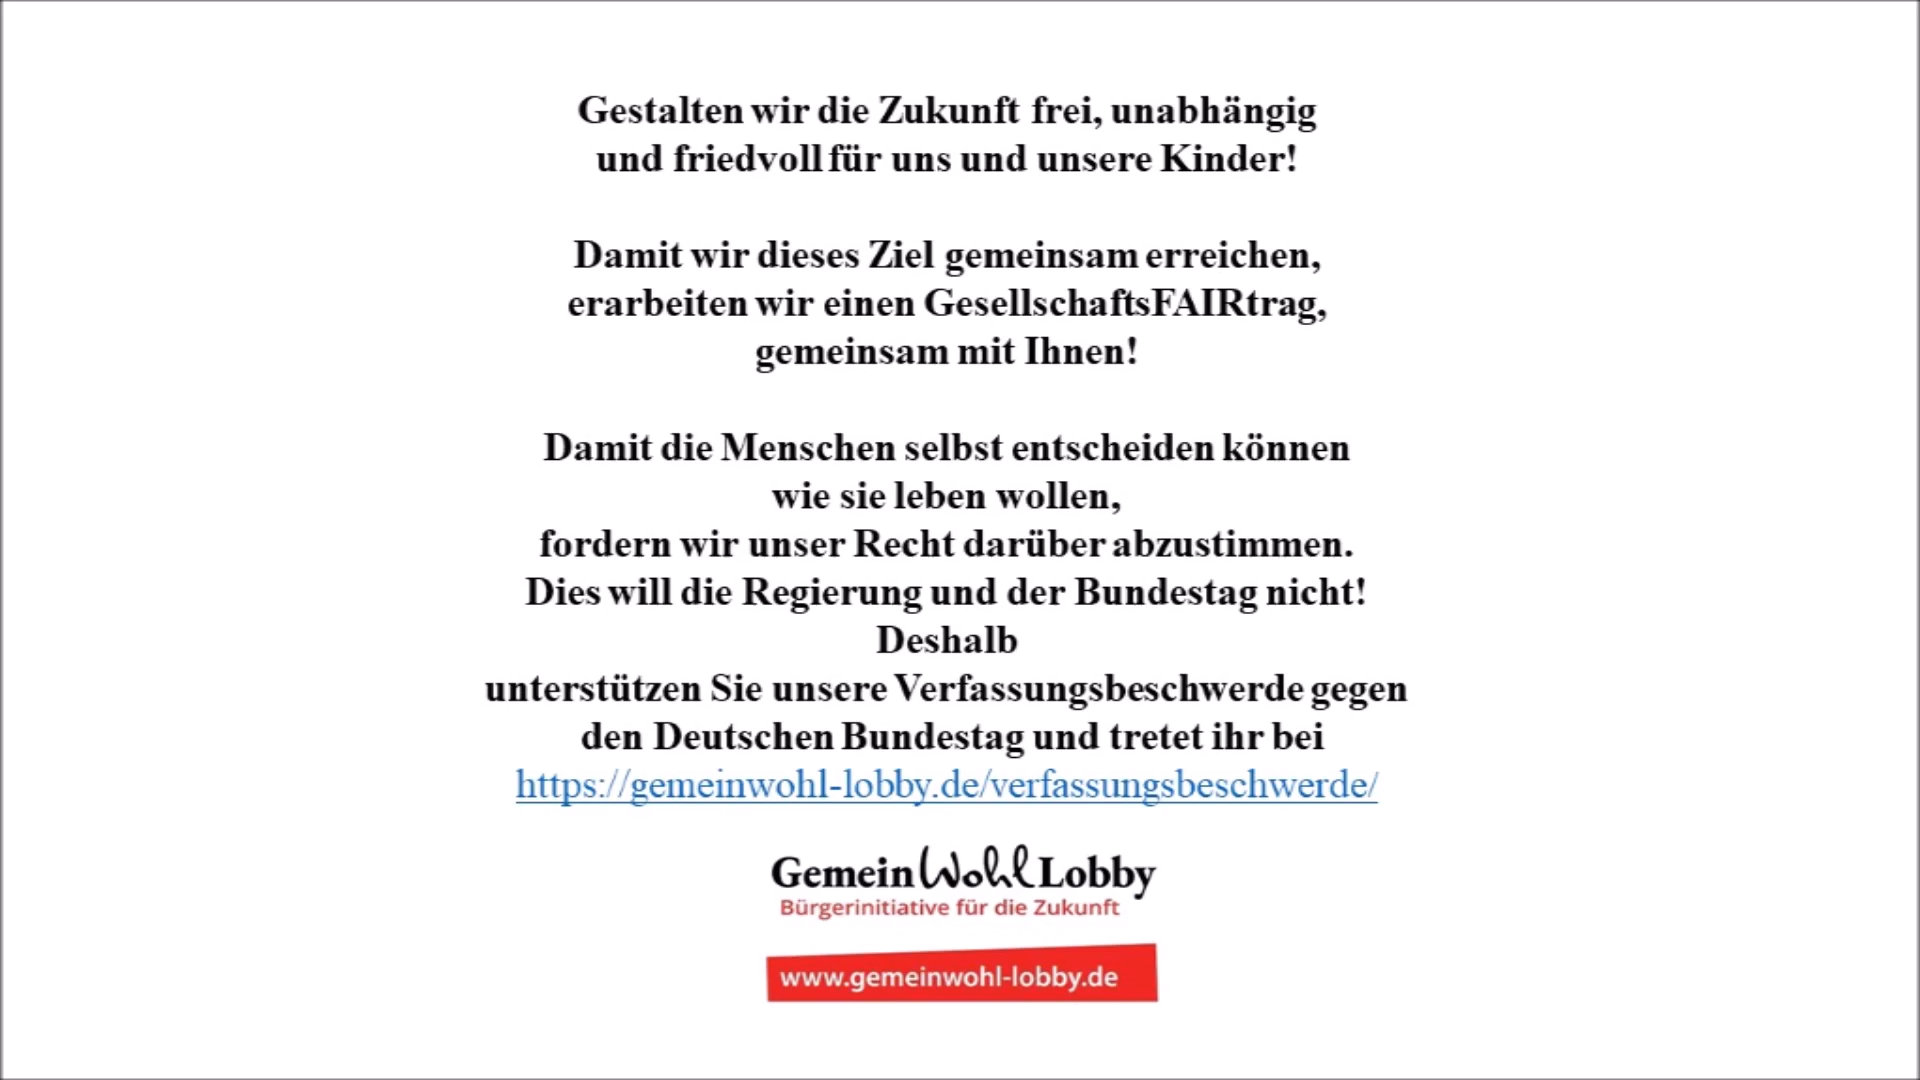 Gestalten wir die Zukunft frei, unabhängig
und friedvoll für uns und unsere Kinder!
Damit wir dieses Ziel gemeinsam erreichen,
erarbeiten wir einen GesellschaftsFAIRtrag,
gemeinsam mit Ihnen!
Damit die Menschen selbst entscheiden können
wie sie leben wollen,
fordern wir unser Recht darüber abzustimmen.
Dies will die Regierung und der Bundestag nicht!
Deshalb
unterstützen Sie unsere Verfassungsbeschwerde gegen
den Deutschen Bundestag und tretet ihr bei
https://gemeinwohl-lobby.de/verfassungsbeschwerde/
GemeinWohlLobby
Bürgerinitiative für die Zukunft
www.gemeinwohl-lobby.de